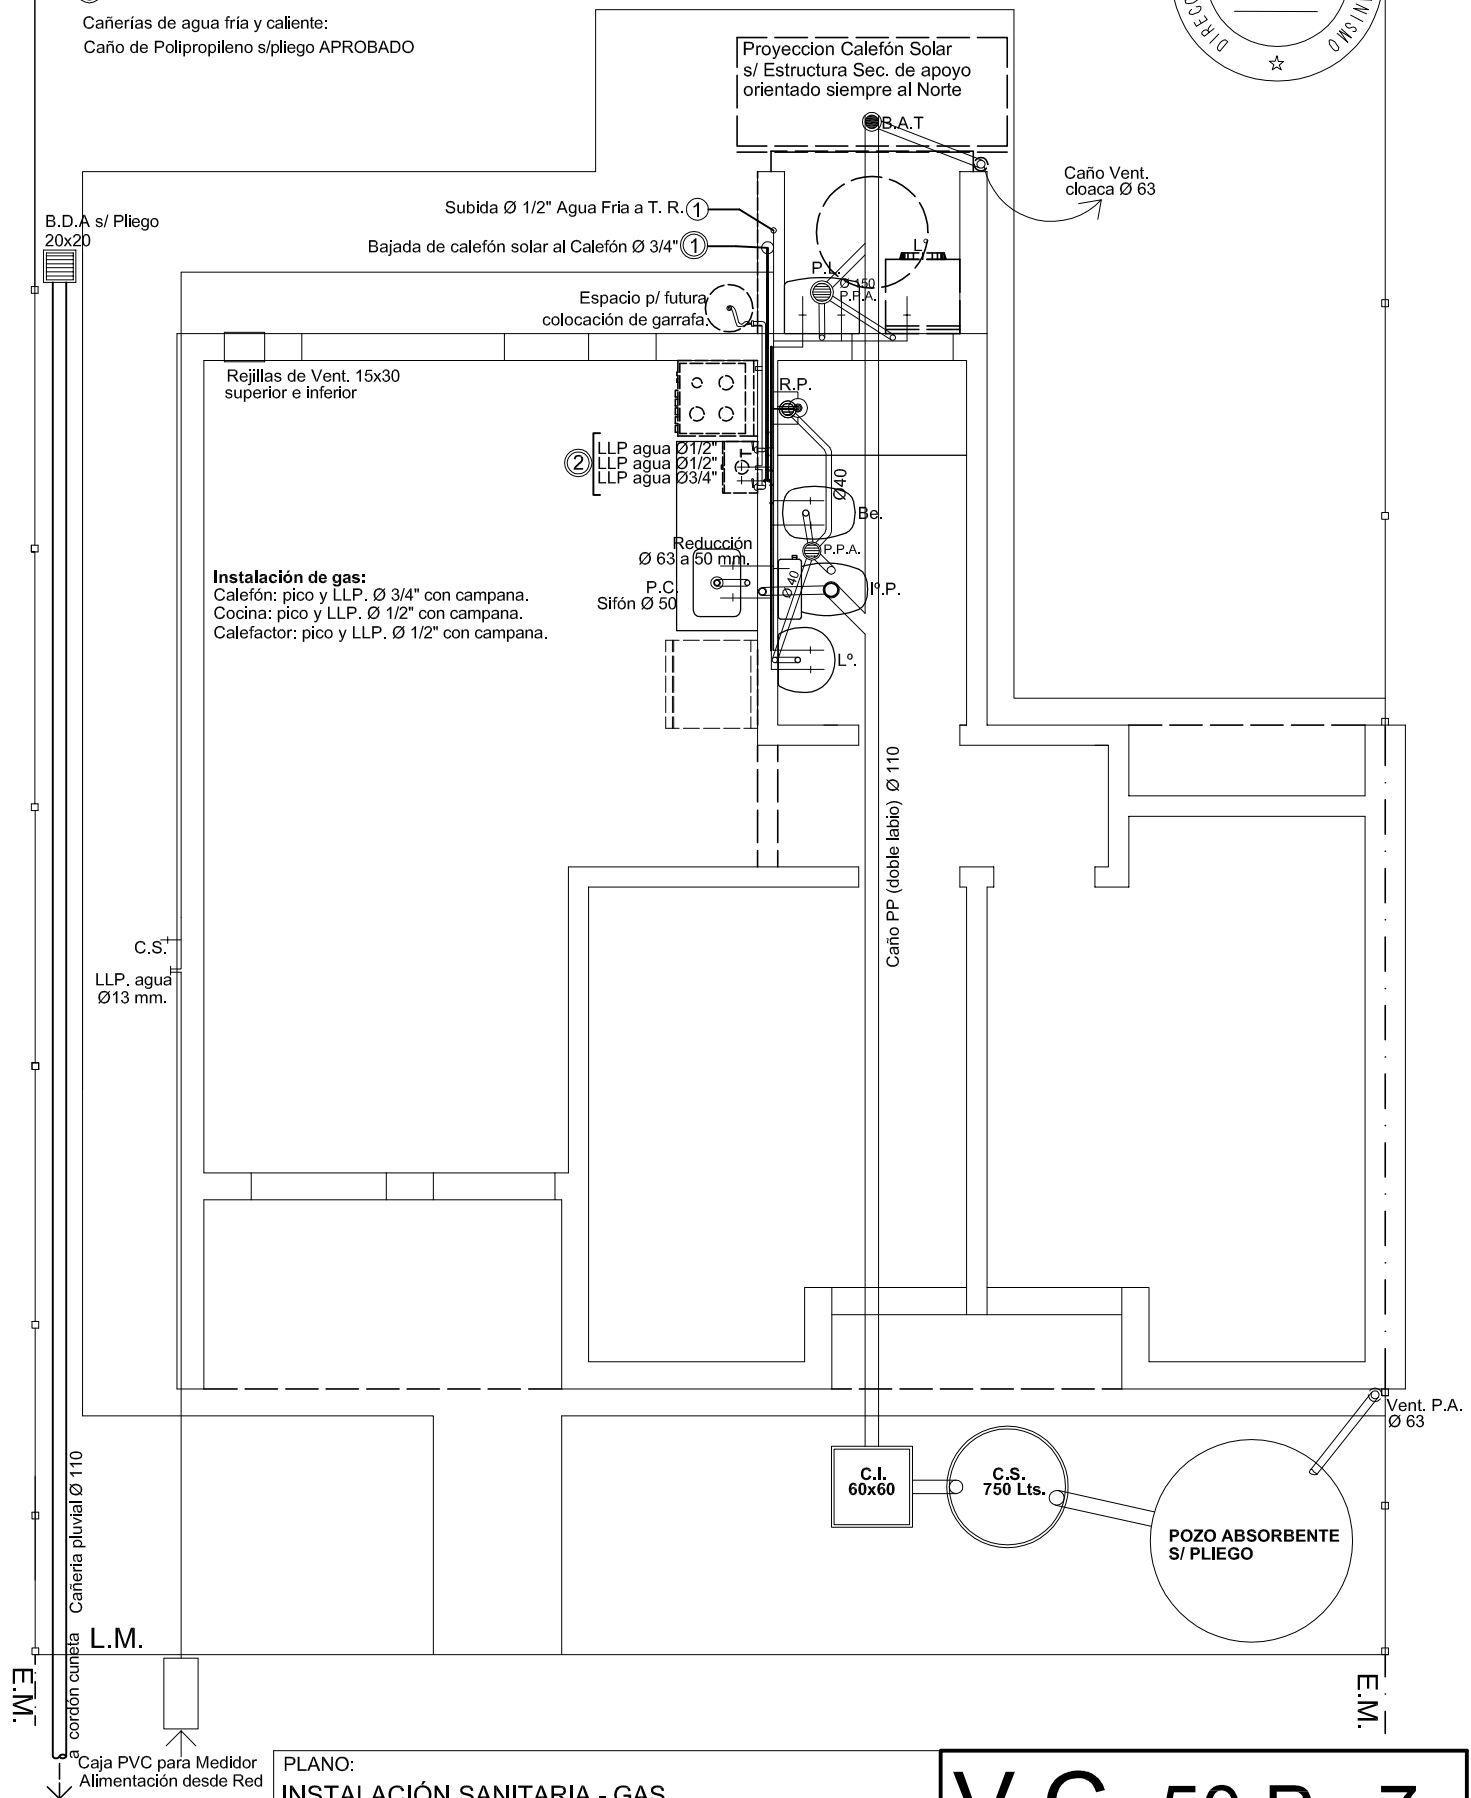 Cañerías de agua fría y caliente:
Caño de Polipropileno s/pliego APROBADO
Proyeccion Calefón Solar
s/ Estructura Sec. de apoyo
orientado siempre al Norte
B.A.T
Caño Vent.
cloaca Ø 63
B.D.A s/ Pliego
20x20
Subida Ø 1/2" Agua Fria a T. R. 1
Bajada de calefón solar al Calefón Ø 3/4" 1
Lº
P.L.
Ø 150
P.P.A.
Espacio p/ futura
colocación de garrafa.
Rejillas de Vent. 15x30
superior e inferior
R.P.
2
LLP agua Ø1/2"
LLP agua Ø1/2"
LLP agua Ø3/4"
Ø40
Be.
Reducción
Ø 63 a 50 mm.
P.P.A.
Ø 40
Iº.P.
P.C.
Sifón Ø 50
Lº.
Instalación de gas:
Calefón: pico y LLP. Ø 3/4" con campana.
Cocina: pico y LLP. Ø 1/2" con campana.
Calefactor: pico y LLP. Ø 1/2" con campana.
Caño PP (doble labio) Ø 110
C.S.
LLP. agua
Ø13 mm.
Vent. P.A.
Ø 63
C.I.
60x60
C.S.
750 Lts.
POZO ABSORBENTE
S/ PLIEGO
a cordón cuneta Cañeria pluvial Ø 110
L.M.
E.M.
E.M.
Caja PVC para Medidor
Alimentación desde Red
PLANO:
INSTALACIÓN SANITARIA - GAS